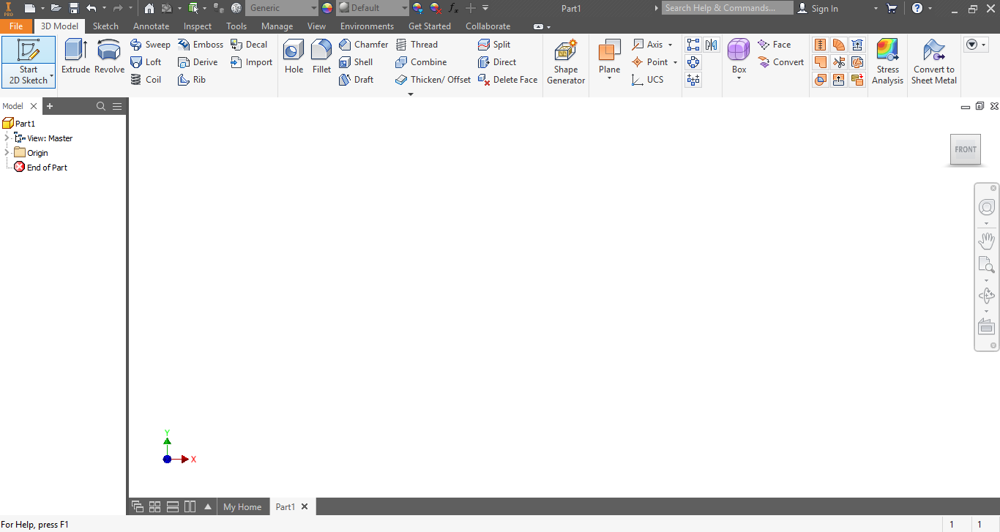 PRO Generic Default fx Part1 Search Help & Commands... Sign In
File 3D Model Sketch Annotate Inspect Tools Manage View Environments Get Started Collaborate
Start 2D Sketch
Extrude
Revolve
Sweep
Loft
Coil
Emboss
Derive
Rib
Decal
Import
Hole
Fillet
Chamfer
Shell
Draft
Thread
Combine
Thicken/ Offset
Split
Direct
Delete Face
Shape Generator
Plane
Axis
Point
UCS
Box
Face
Convert
Stress Analysis
Convert to Sheet Metal
Model
Part1
View: Master
Origin
End of Part
FRONT
Y
X
My Home Part1
For Help, press F1 1 1